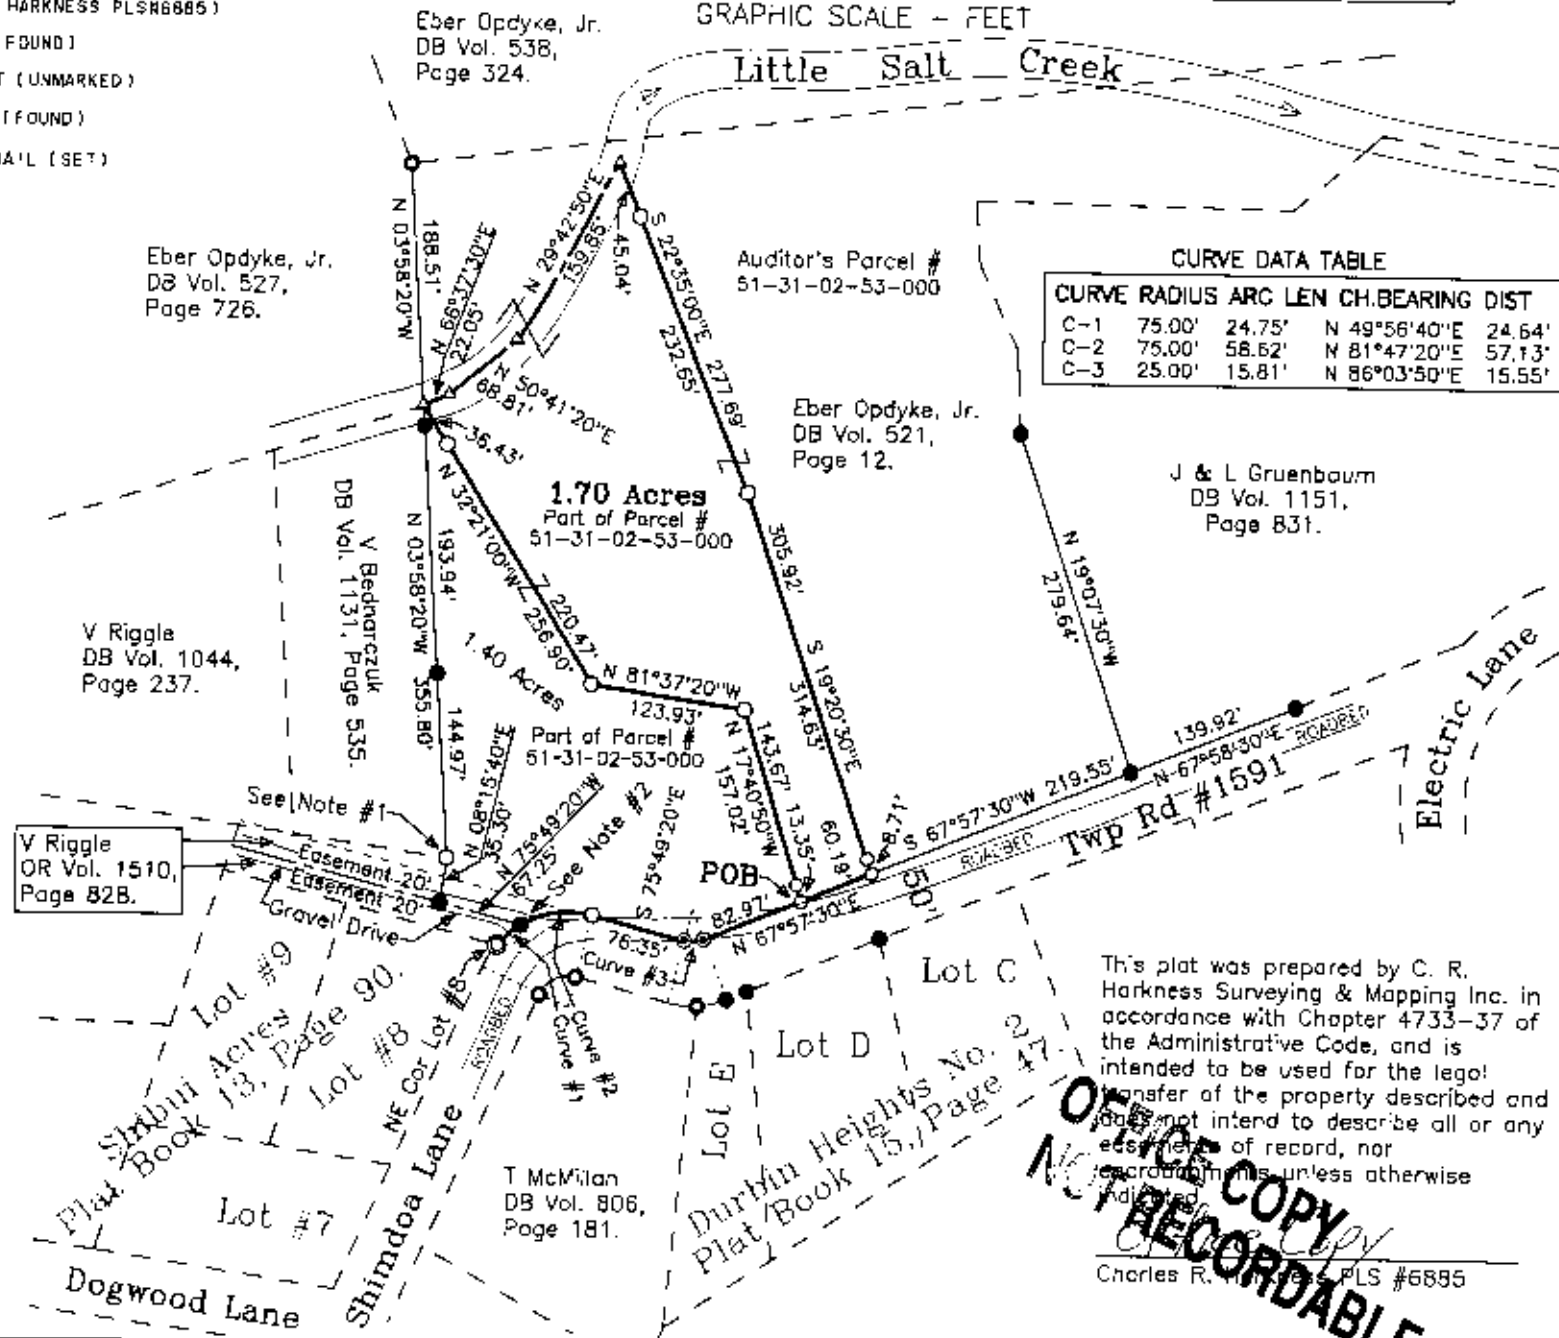 HARKNESS PLS#6685)
FOUND)
(UNMARKED)
(FOUND)
(SET)
GRAPHIC SCALE - FEET
Eber Opdyke, Jr.
DB Vol. 538,
Page 324.
Little Salt Creek
Eber Opdyke, Jr.
DB Vol. 527,
Page 726.
188.51'
N 03°58'20"W
N 66°37'30"E
22.05'
N 29°42'50"E
159.85'
45.04'
S 22°35'00"E 277.69'
232.65'
Auditor's Parcel #
51-31-02-53-000
CURVE DATA TABLE
CURVE RADIUS ARC LEN CH.BEARING DIST
C-1 75.00' 24.75' N 49°56'40"E 24.64'
C-2 75.00' 58.62' N 81°47'20"E 57.13'
C-3 25.00' 15.81' N 86°03'50"E 15.55'
N 50°41'20"E
68.81'
36.43'
Eber Opdyke, Jr.
DB Vol. 521,
Page 12.
J & L Gruenbaum
DB Vol. 1151,
Page 831.
1.70 Acres
Part of Parcel #
51-31-02-53-000
V Bednarczuk
DB Vol. 1131, Page 535.
193.94'
N 03°58'20"W 355.80'
144.97'
N 32°21'00"W 256.90'
220.47'
305.92'
S 19°20'30"E
314.63'
N 19°07'30"W
279.64'
V Riggle
DB Vol. 1044,
Page 237.
1.40 Acres
N 81°37'20"W
123.93'
Part of Parcel #
51-31-02-53-000
143.67' 13.35'
N 17°40'50"W
157.02'
60.19'
8.71'
139.92'
N 67°58'30"E
ROADBED
S 67°57'30"W 219.55'
ROADBED
Twp Rd #1591
Electric Lane
See Note #1
N 08°15'40"E
35.30'
N 75°49'20"W
67.25'
See Note #2
S 75°49'20"E
76.35'
POB
82.97'
N 67°57'30"E
50'
V Riggle
OR Vol. 1510,
Page 828.
Easement 20'
Easement 20'
Gravel Drive
Curve #3
Curve #2
Curve #1
Lot #9
Shibui Acres
Plat Book 13, Page 90.
Lot #8
NE Cor Lot #8
ROADBED
Lot #7
Shimdoa Lane
Dogwood Lane
T McMillan
DB Vol. 806,
Page 181.
Lot E
Lot D
Lot C
Durbin Heights No. 2
Plat Book 15, Page 47.
This plat was prepared by C. R.
Harkness Surveying & Mapping Inc. in
accordance with Chapter 4733-37 of
the Administrative Code, and is
intended to be used for the legal
transfer of the property described and
does not intend to describe all or any
easements of record, nor
encroachments unless otherwise
indicated.
OFFICE COPY
NOT RECORDABLE
Office Copy
Charles R. Harkness PLS #6885